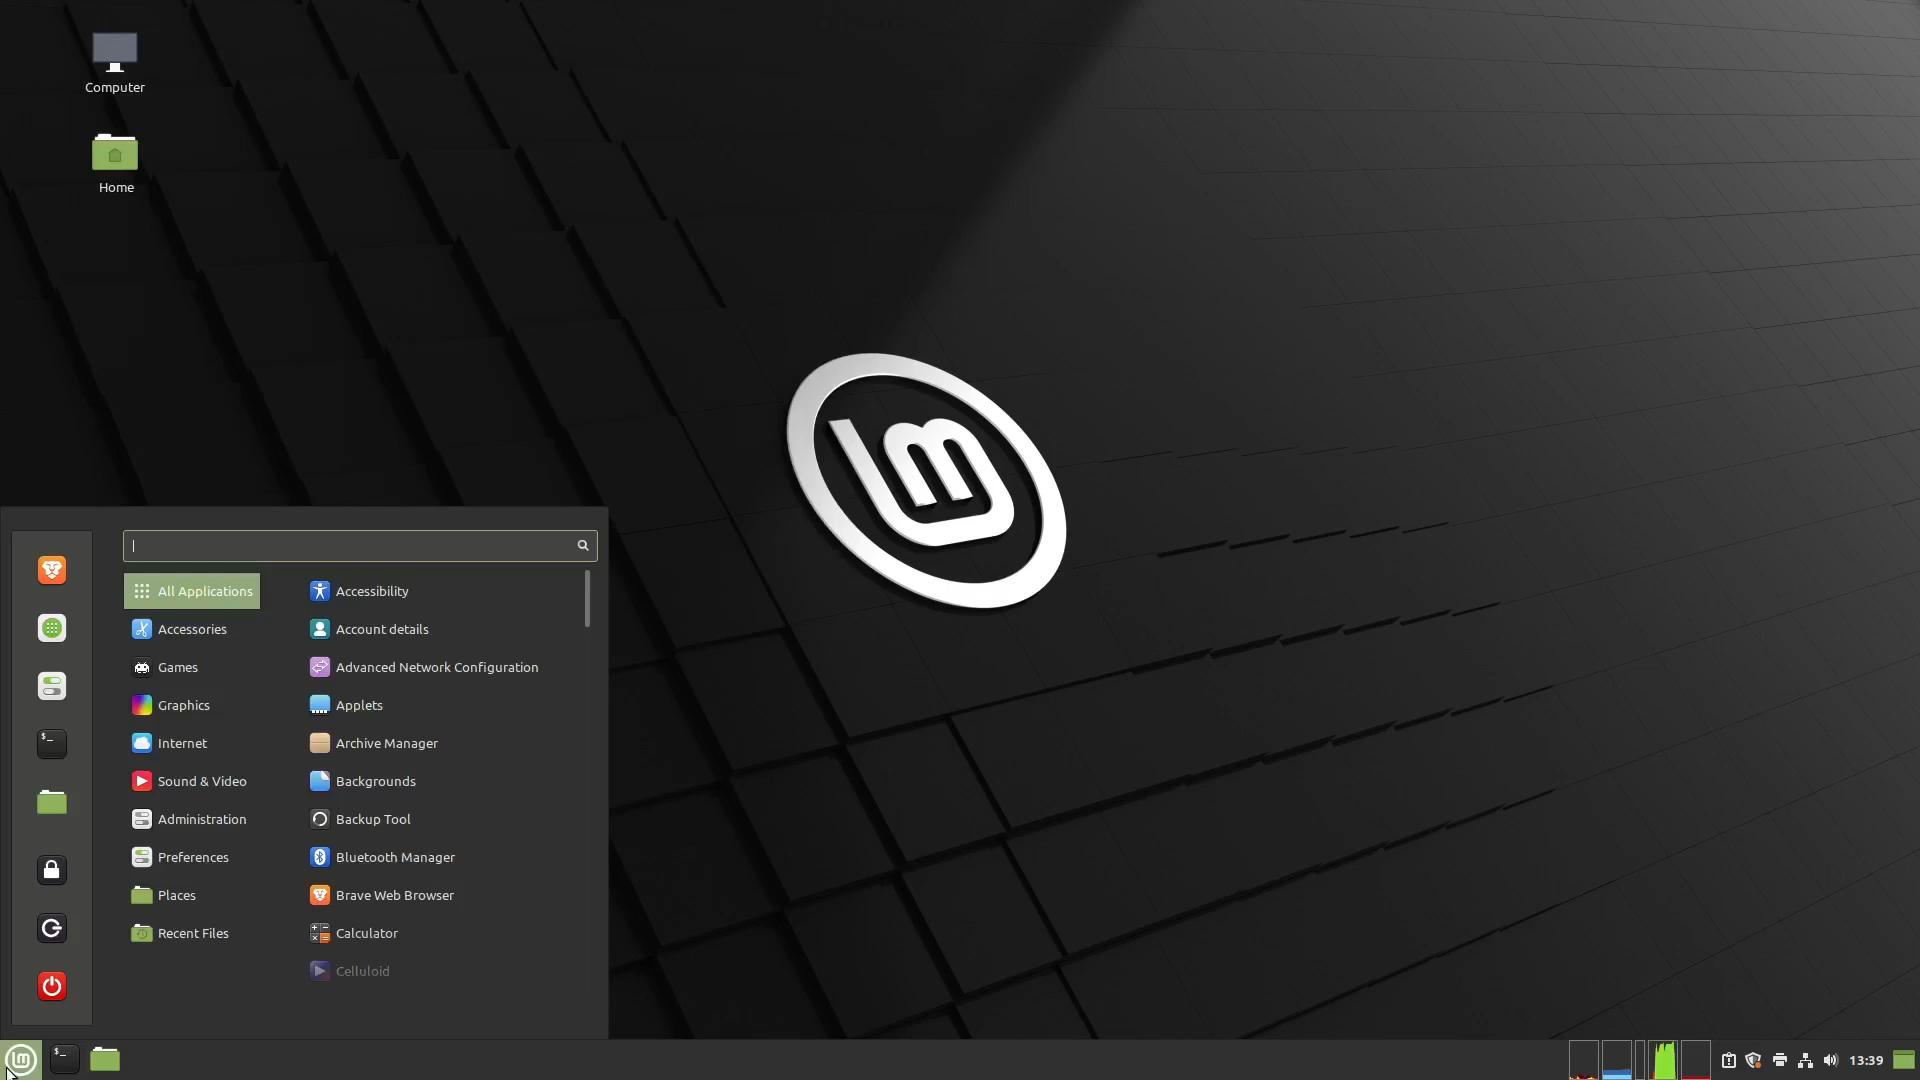 Computer
Home
All Applications
Accessories
Games
Graphics
Internet
Sound & Video
Administration
Preferences
Places
Recent Files
Accessibility
Account details
Advanced Network Configuration
Applets
Archive Manager
Backgrounds
Backup Tool
Bluetooth Manager
Brave Web Browser
Calculator
Celluloid
13:39